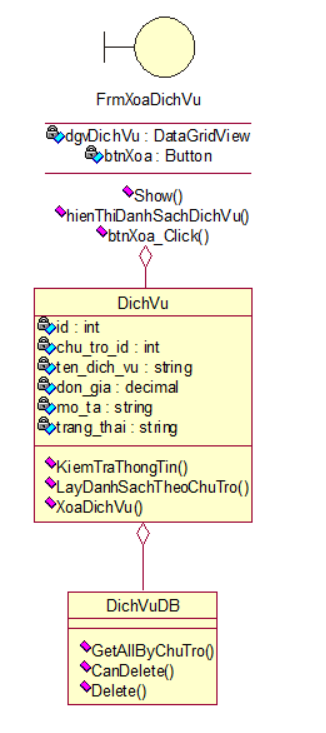 FrmXoaDichVu
dgvDichVu : DataGridView
btnXoa : Button
Show()
hienThiDanhSachDichVu()
btnXoa_Click()
DichVu
id : int
chu_tro_id : int
ten_dich_vu : string
don_gia : decimal
mo_ta : string
trang_thai : string
KiemTraThongTin()
LayDanhSachTheoChuTro()
XoaDichVu()
DichVuDB
GetAllByChuTro()
CanDelete()
Delete()